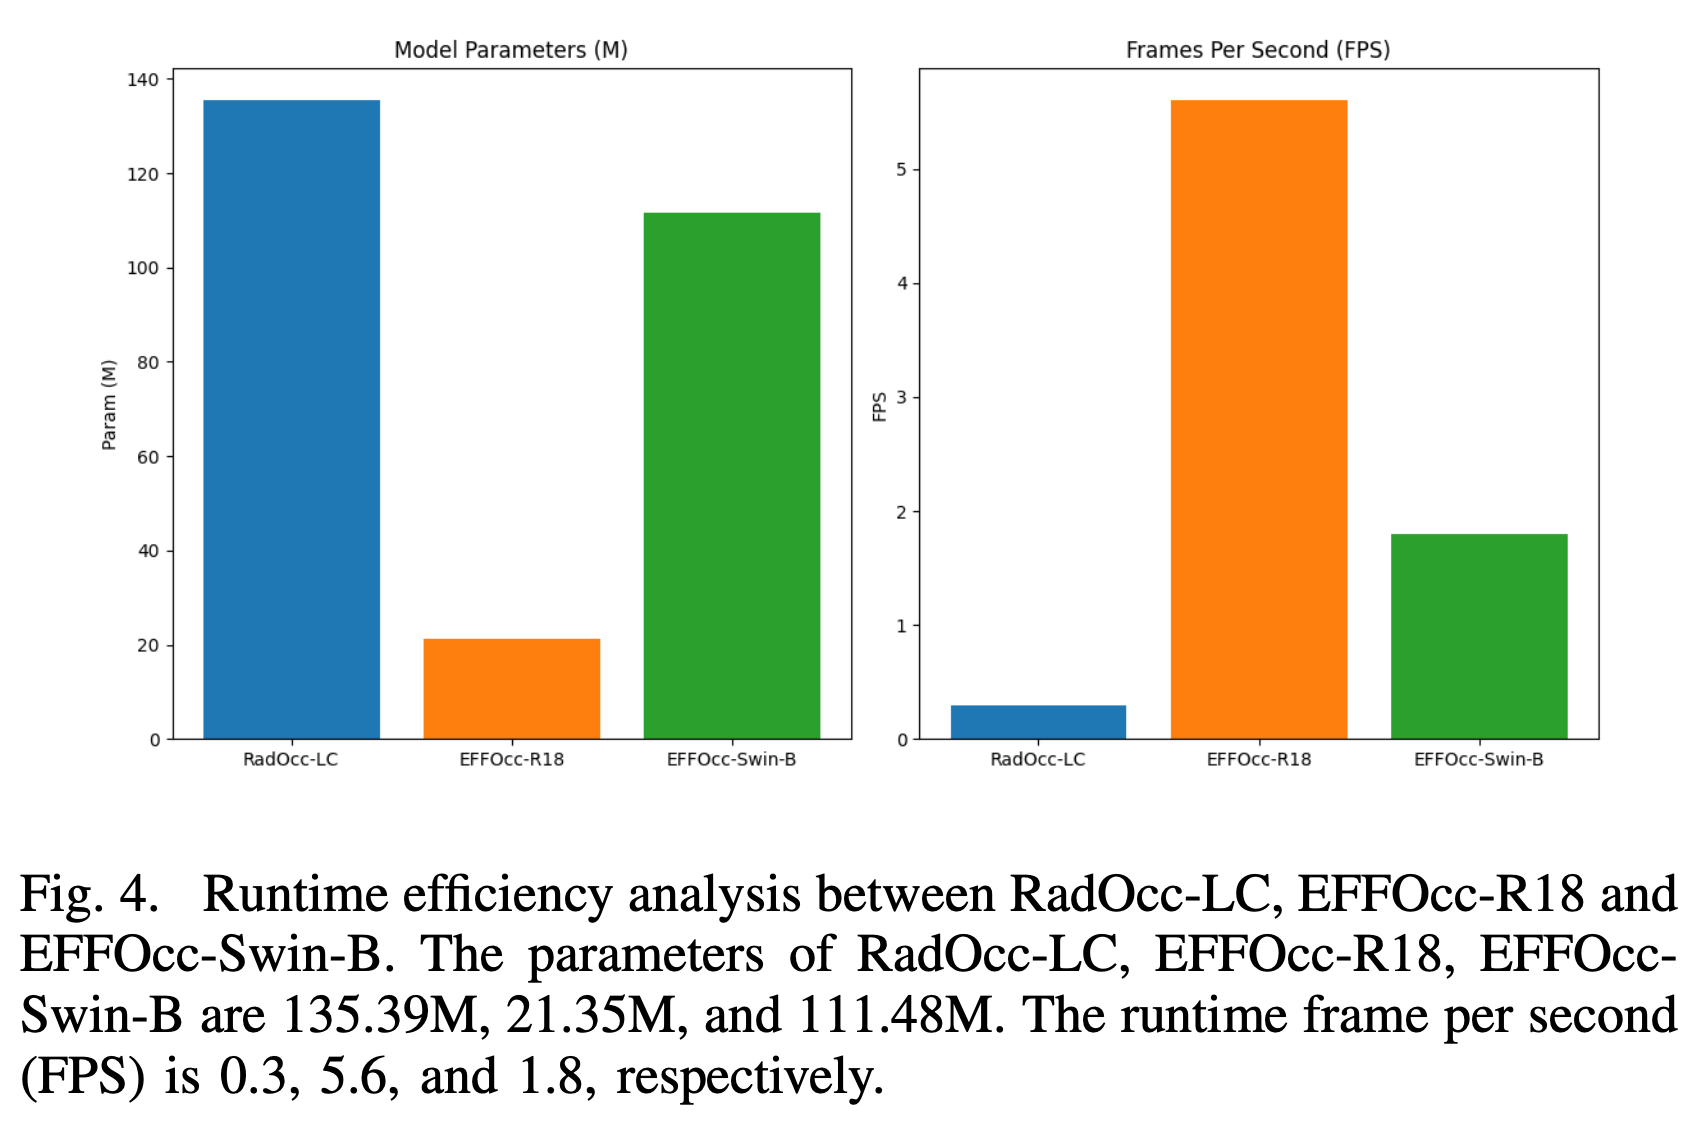 Model Parameters (M)
140
120
100
80
60
40
20
0
Param (M)
RadOcc-LC
EFFOcc-R18
EFFOcc-Swin-B
Frames Per Second (FPS)
5
4
3
2
1
0
FPS
RadOcc-LC
EFFOcc-R18
EFFOcc-Swin-B
Fig. 4. Runtime efficiency analysis between RadOcc-LC, EFFOcc-R18 and
EFFOcc-Swin-B. The parameters of RadOcc-LC, EFFOcc-R18, EFFOcc-
Swin-B are 135.39M, 21.35M, and 111.48M. The runtime frame per second
(FPS) is 0.3, 5.6, and 1.8, respectively.